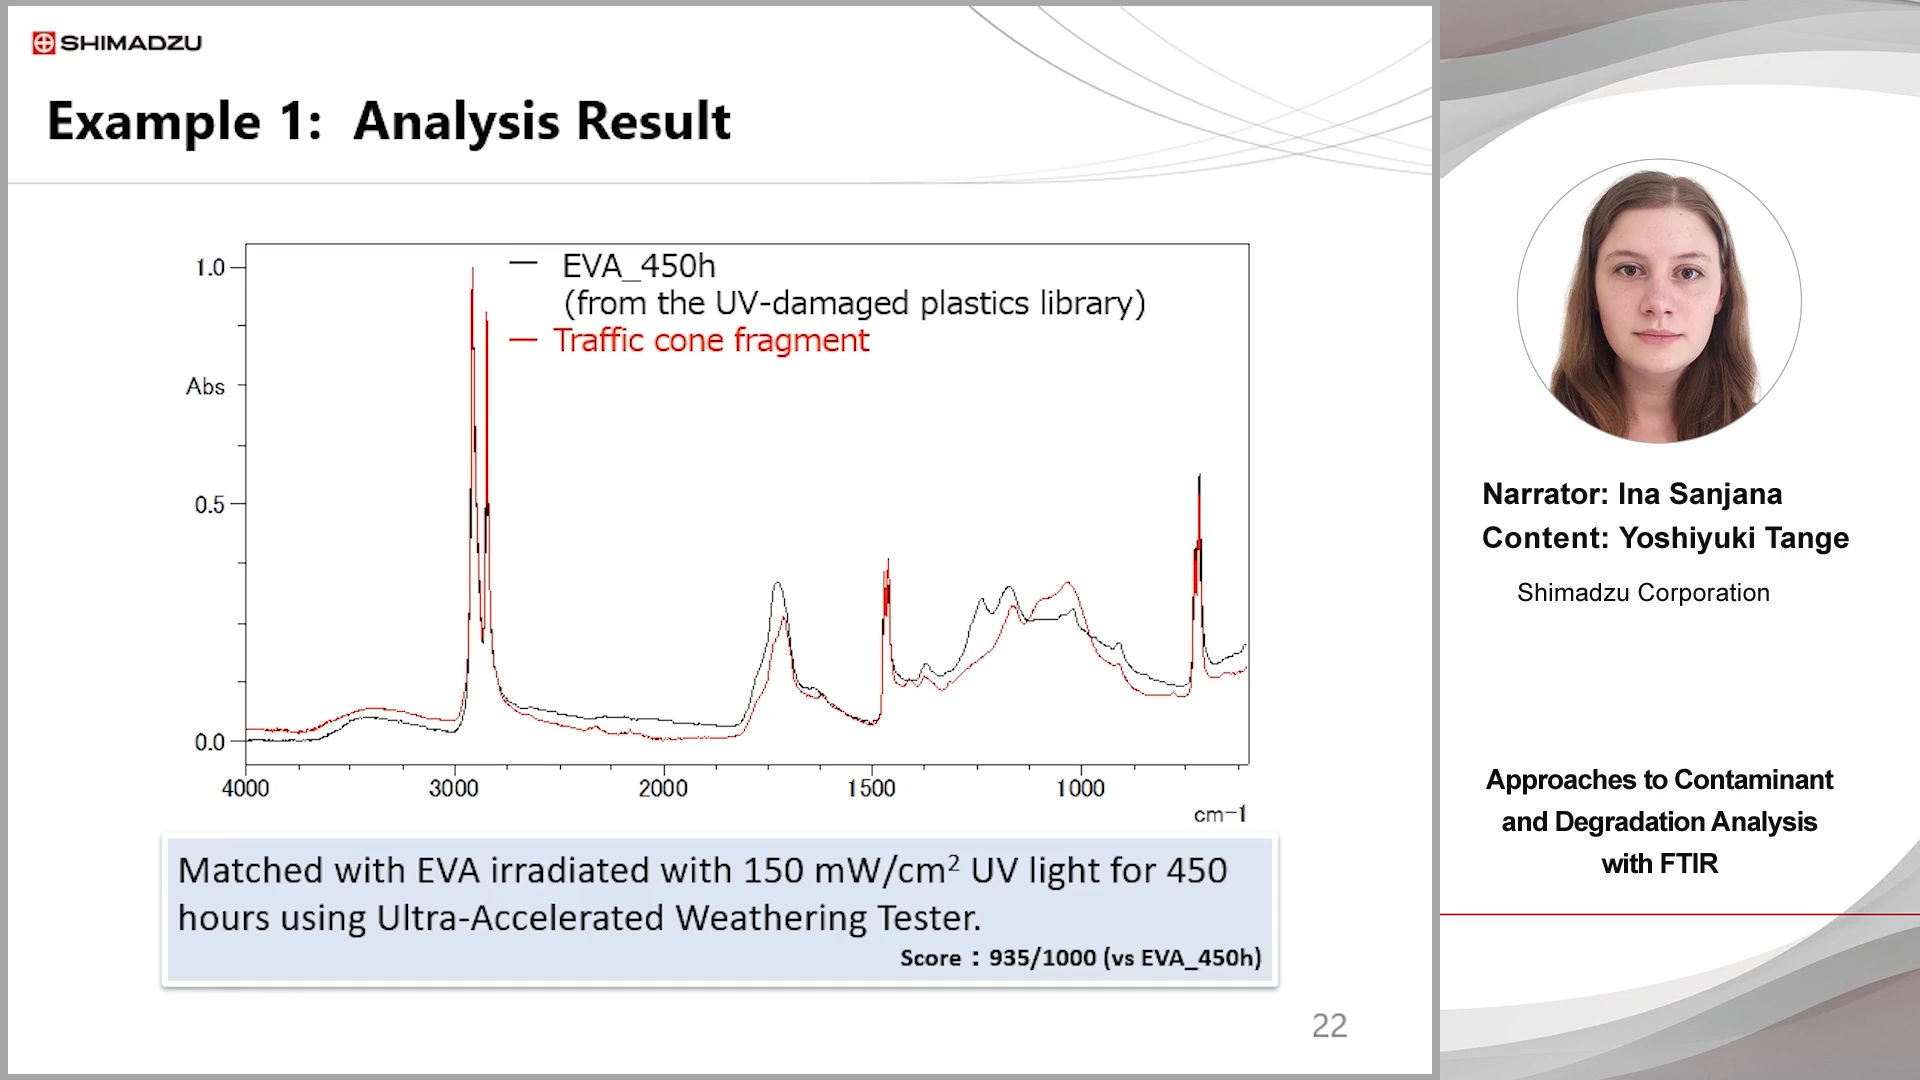 SHIMADZU
Example 1: Analysis Result
EVA_450h
(from the UV-damaged plastics library)
Traffic cone fragment
1.0
Abs
0.5
0.0
4000
3000
2000
1500
1000
cm-1
Matched with EVA irradiated with 150 mW/cm² UV light for 450
hours using Ultra-Accelerated Weathering Tester.
Score：935/1000 (vs EVA_450h)
22
Narrator: Ina Sanjana
Content: Yoshiyuki Tange
Shimadzu Corporation
Approaches to Contaminant
and Degradation Analysis
with FTIR